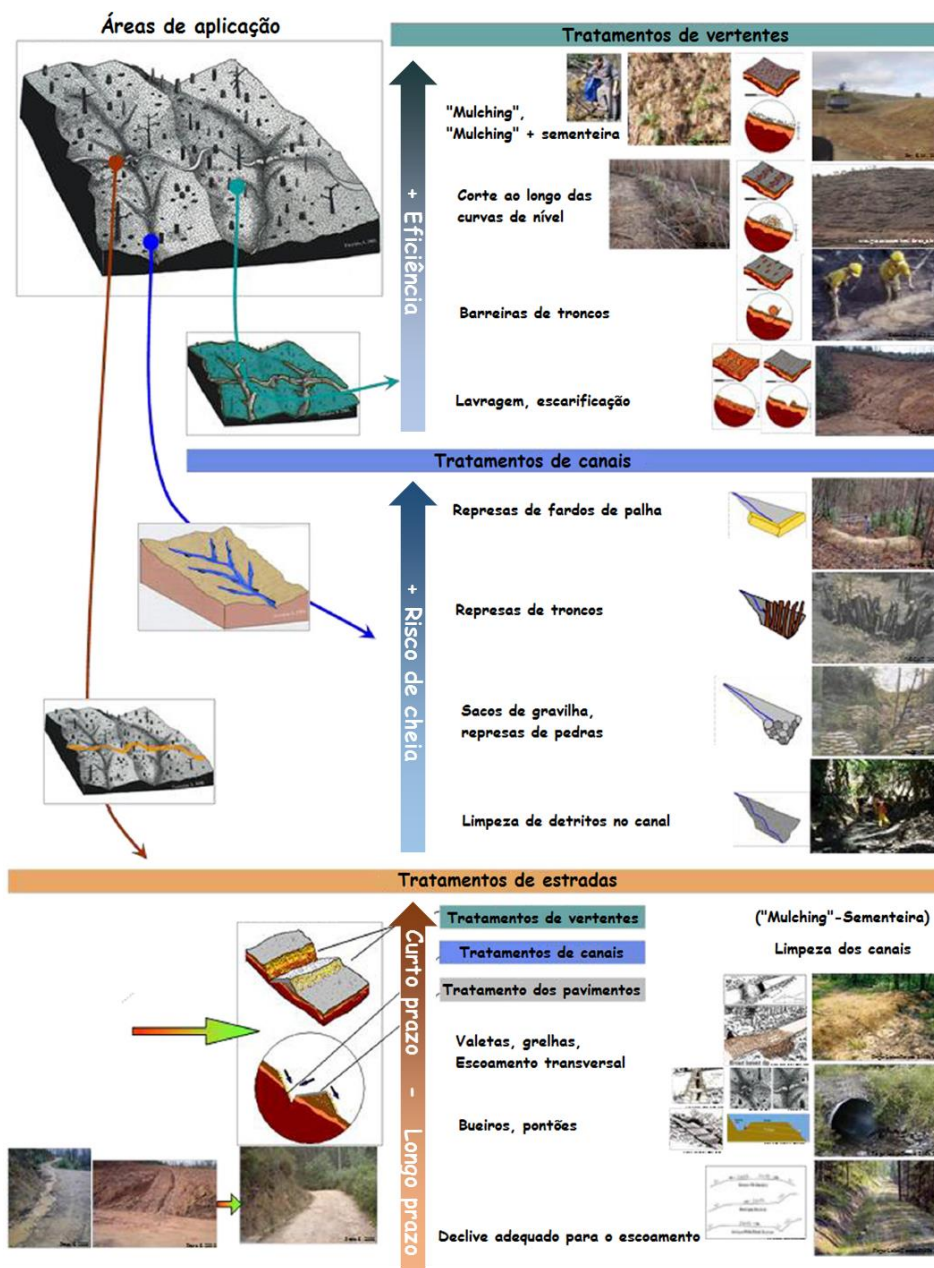 Áreas de aplicação
Tratamentos de vertentes
"Mulching",
"Mulching" + sementeira
Corte ao longo das
curvas de nível
Barreiras de troncos
Lavragem, escarificação
+ Eficiência
Tratamentos de canais
Represas de fardos de palha
Represas de troncos
Sacos de gravilha,
represas de pedras
Limpeza de detritos no canal
+ Risco de cheia
Tratamentos de estradas
Tratamentos de vertentes
("Mulching"-Sementeira)
Tratamentos de canais
Limpeza dos canais
Tratamento dos pavimentos
Valetas, grelhas,
Escoamento transversal
Bueiros, pontões
Declive adequado para o escoamento
Curto prazo - Longo prazo